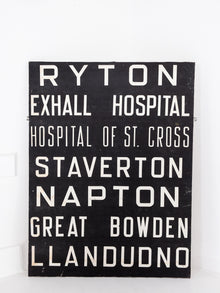 RYTON
EXHALL HOSPITAL
HOSPITAL OF ST. CROSS
STAVERTON
NAPTON
GREAT BOWDEN
LLANDUDNO